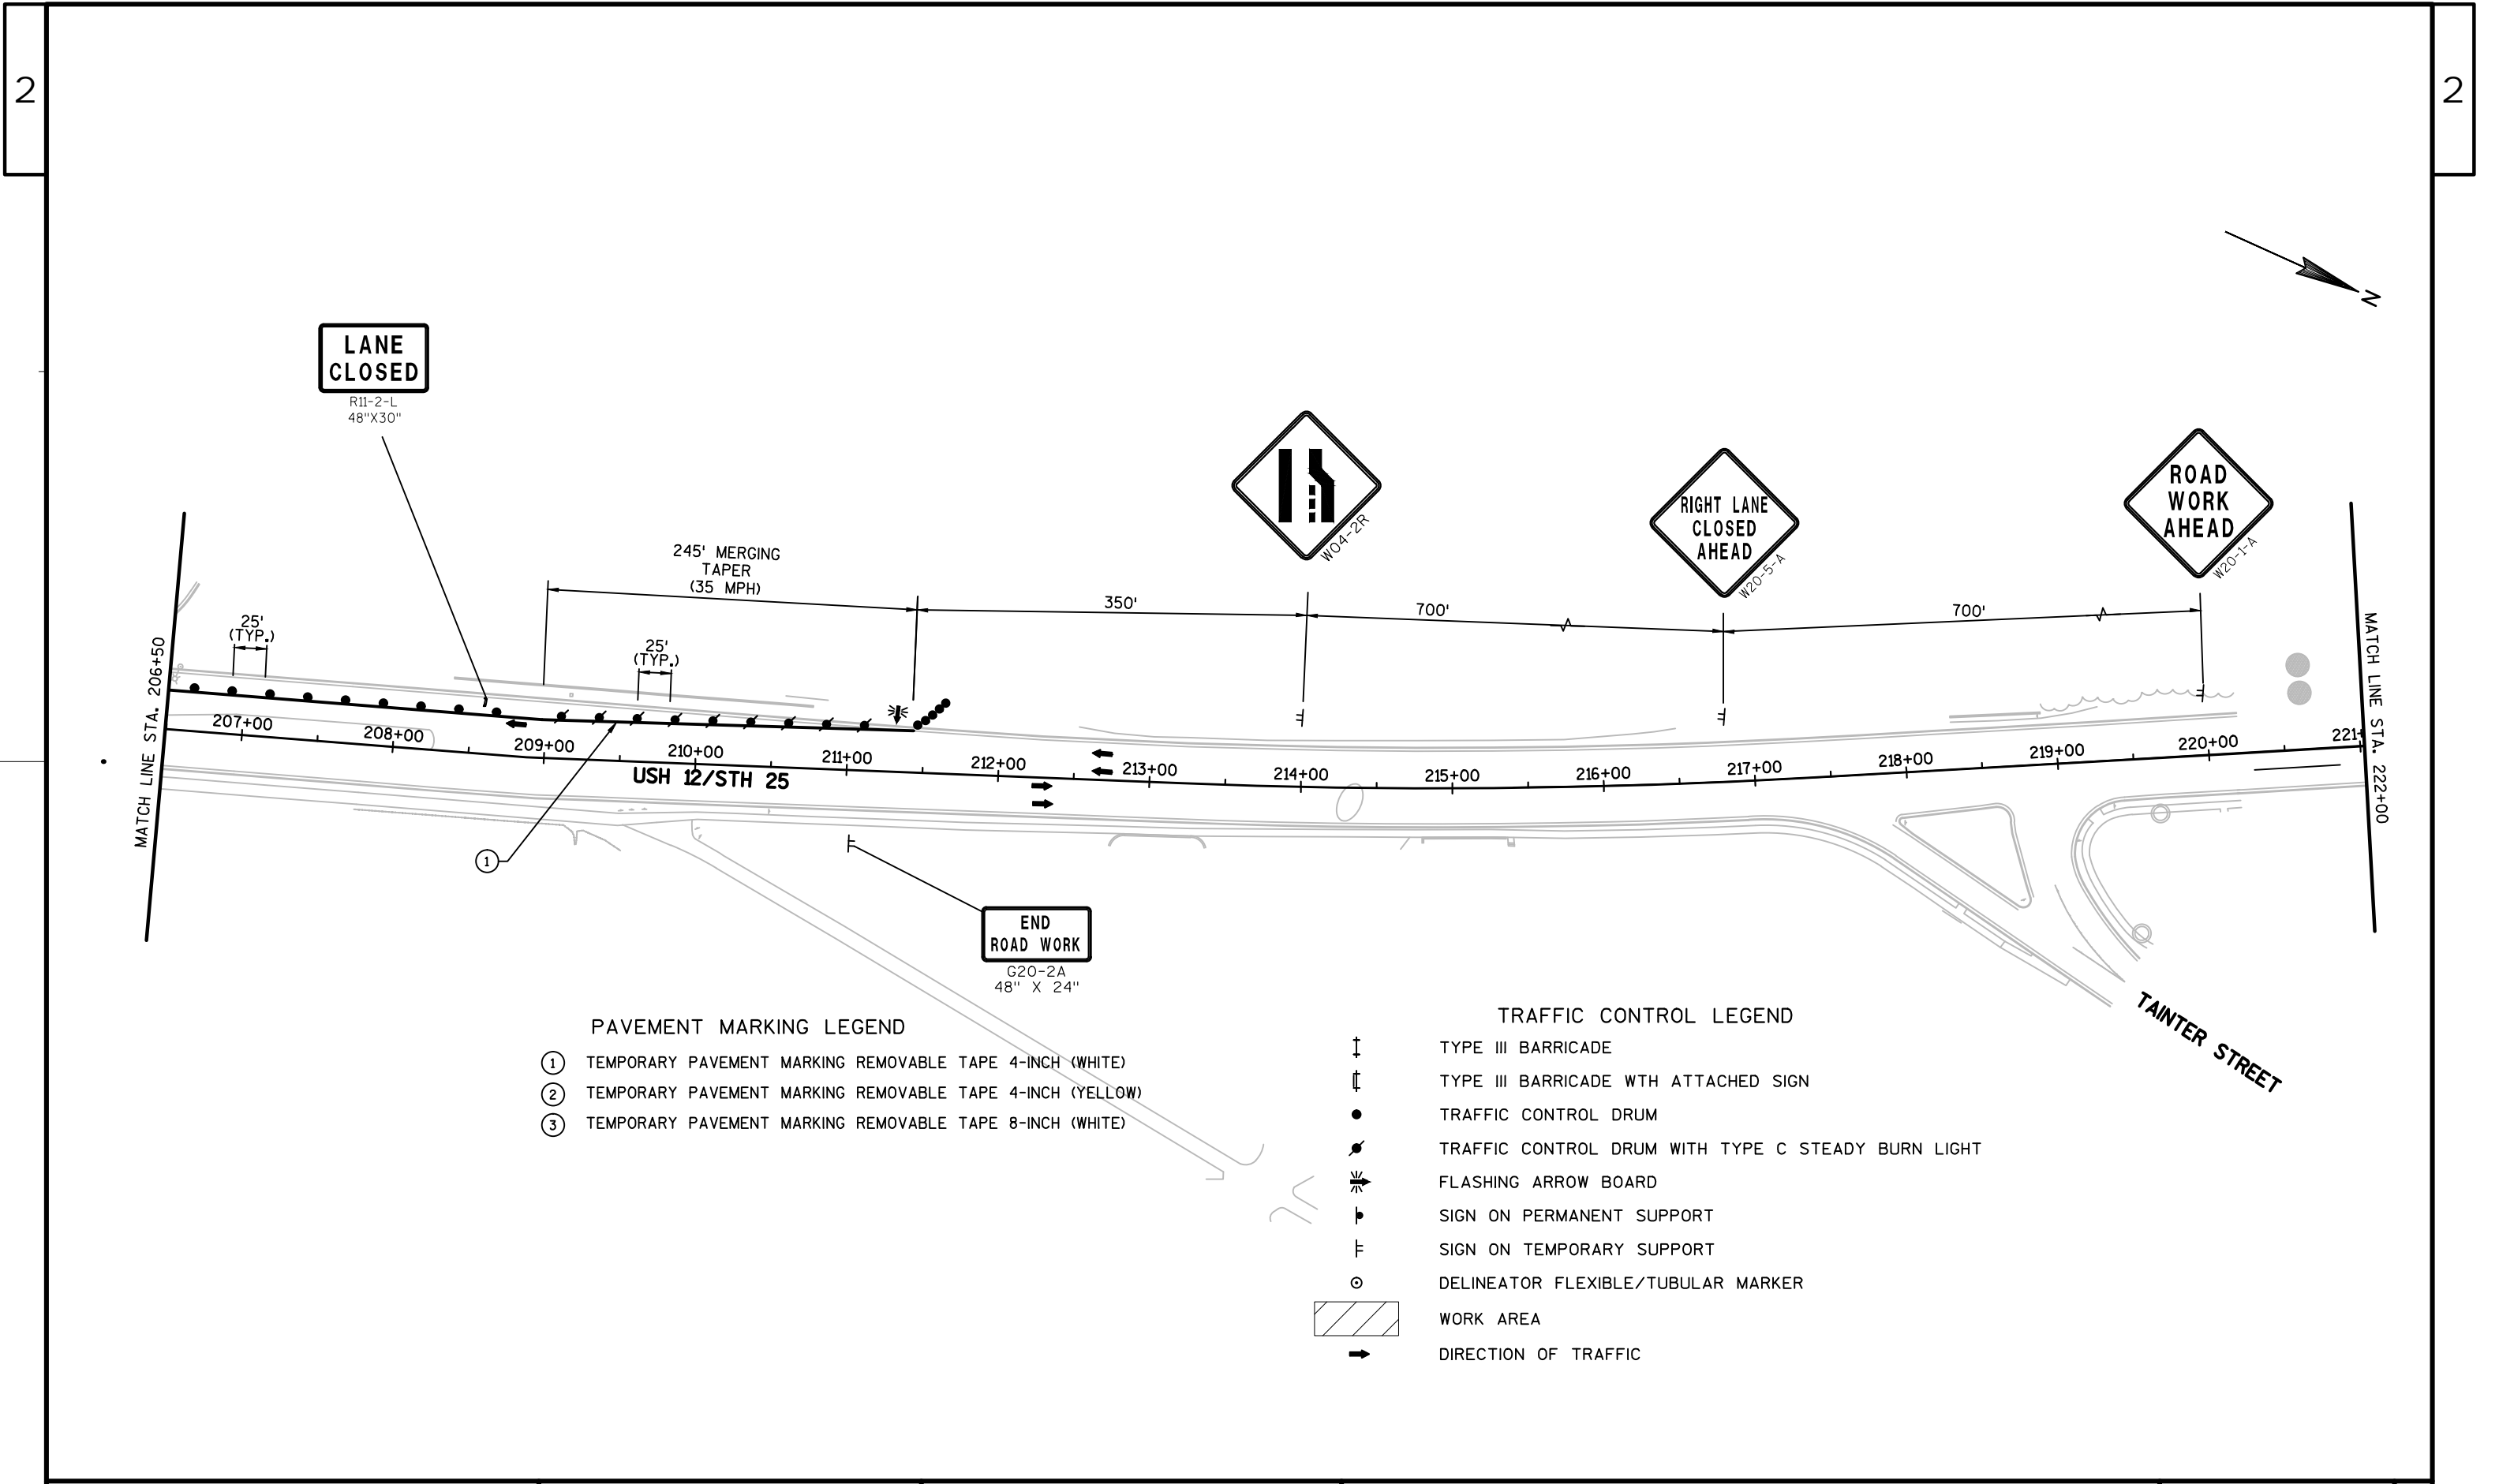 2
2
N
LANE
CLOSED
R11-2-L
48"X30"
W04-2R
RIGHT LANE
CLOSED
AHEAD
W20-5-A
ROAD
WORK
AHEAD
W20-1-A
245' MERGING
TAPER
(35 MPH)
350'
700'
700'
25'
(TYP.)
25'
(TYP.)
MATCH LINE STA. 206+50
MATCH LINE STA. 222+00
207+00
208+00
209+00
210+00
211+00
212+00
213+00
214+00
215+00
216+00
217+00
218+00
219+00
220+00
221+
USH 12/STH 25
1
END
ROAD WORK
G20-2A
48" X 24"
TAINTER STREET
PAVEMENT MARKING LEGEND
1 TEMPORARY PAVEMENT MARKING REMOVABLE TAPE 4-INCH (WHITE)
2 TEMPORARY PAVEMENT MARKING REMOVABLE TAPE 4-INCH (YELLOW)
3 TEMPORARY PAVEMENT MARKING REMOVABLE TAPE 8-INCH (WHITE)
TRAFFIC CONTROL LEGEND
TYPE III BARRICADE
TYPE III BARRICADE WTH ATTACHED SIGN
TRAFFIC CONTROL DRUM
TRAFFIC CONTROL DRUM WITH TYPE C STEADY BURN LIGHT
FLASHING ARROW BOARD
SIGN ON PERMANENT SUPPORT
SIGN ON TEMPORARY SUPPORT
DELINEATOR FLEXIBLE/TUBULAR MARKER
WORK AREA
DIRECTION OF TRAFFIC